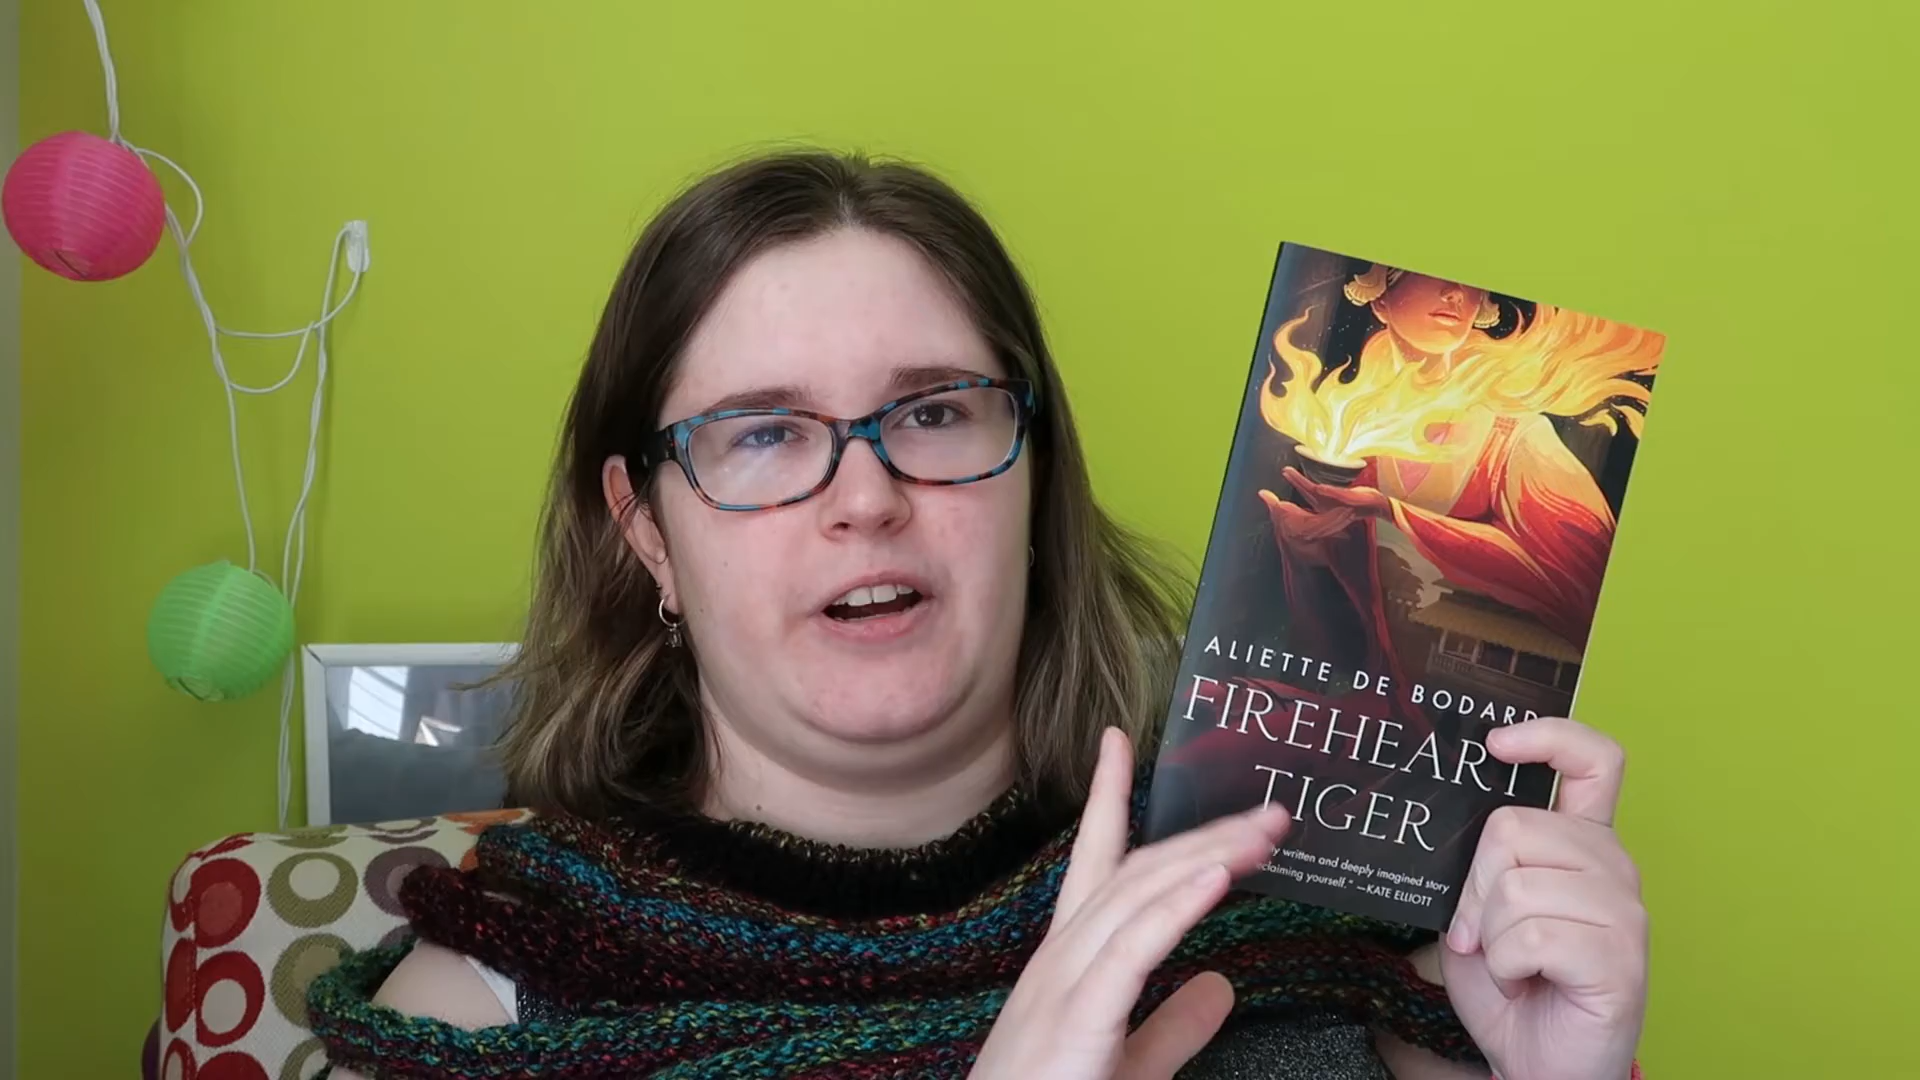 ALIETTE DE BODARD
FIREHEART
TIGER
written and deeply imagined story
yourself." —KATE ELLIOTT